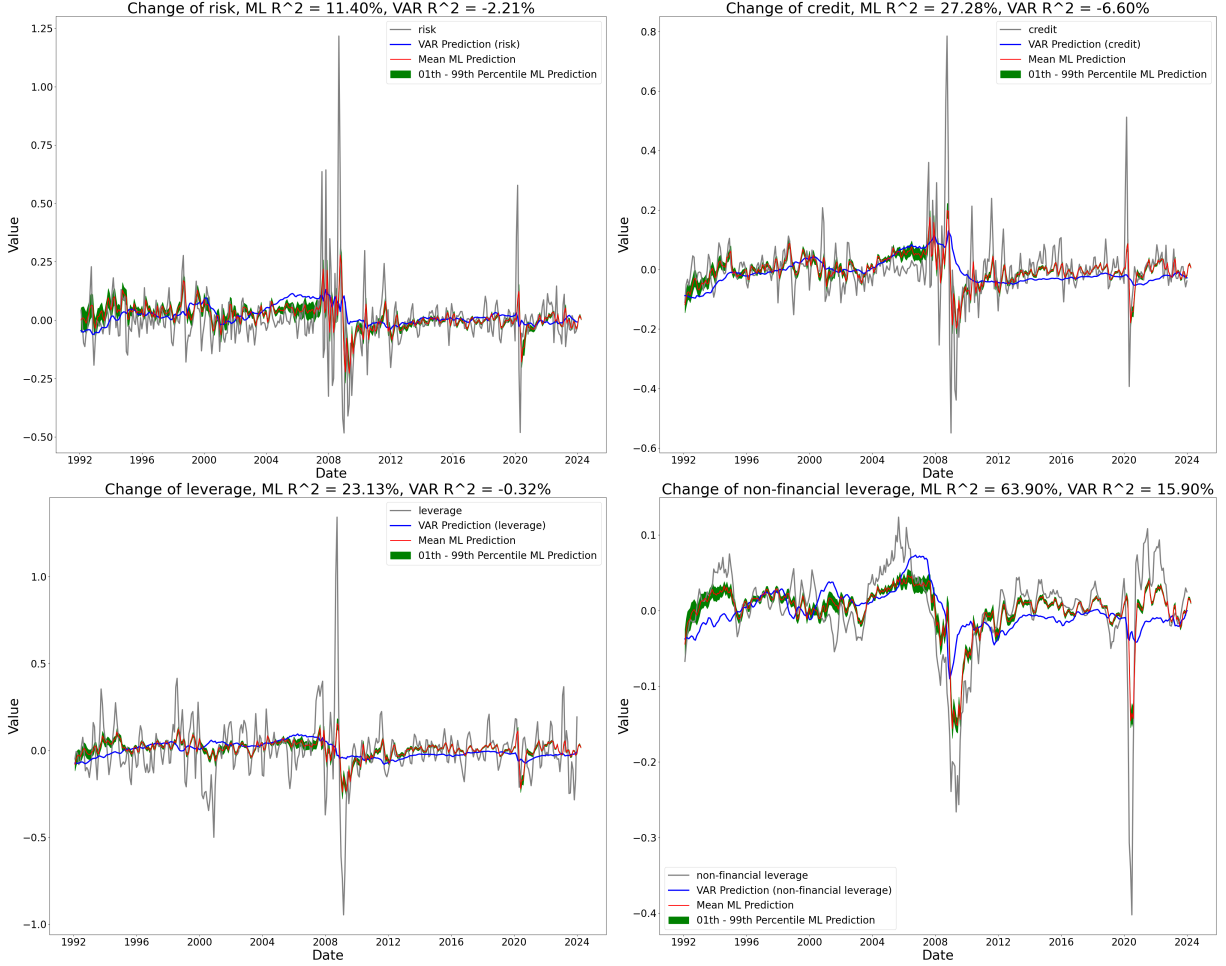 Change of risk, ML R^2 = 11.40%, VAR R^2 = -2.21%
risk
VAR Prediction (risk)
Mean ML Prediction
01th - 99th Percentile ML Prediction
Value
1.25
1.00
0.75
0.50
0.25
0.00
−0.25
−0.50
1992 1996 2000 2004 2008 2012 2016 2020 2024
Date
Change of credit, ML R^2 = 27.28%, VAR R^2 = -6.60%
credit
VAR Prediction (credit)
Mean ML Prediction
01th - 99th Percentile ML Prediction
Value
0.8
0.6
0.4
0.2
0.0
−0.2
−0.4
−0.6
1992 1996 2000 2004 2008 2012 2016 2020 2024
Date
Change of leverage, ML R^2 = 23.13%, VAR R^2 = -0.32%
leverage
VAR Prediction (leverage)
Mean ML Prediction
01th - 99th Percentile ML Prediction
Value
1.0
0.5
0.0
−0.5
−1.0
1992 1996 2000 2004 2008 2012 2016 2020 2024
Date
Change of non-financial leverage, ML R^2 = 63.90%, VAR R^2 = 15.90%
Value
0.1
0.0
−0.1
−0.2
−0.3
−0.4
non-financial leverage
VAR Prediction (non-financial leverage)
Mean ML Prediction
01th - 99th Percentile ML Prediction
1992 1996 2000 2004 2008 2012 2016 2020 2024
Date